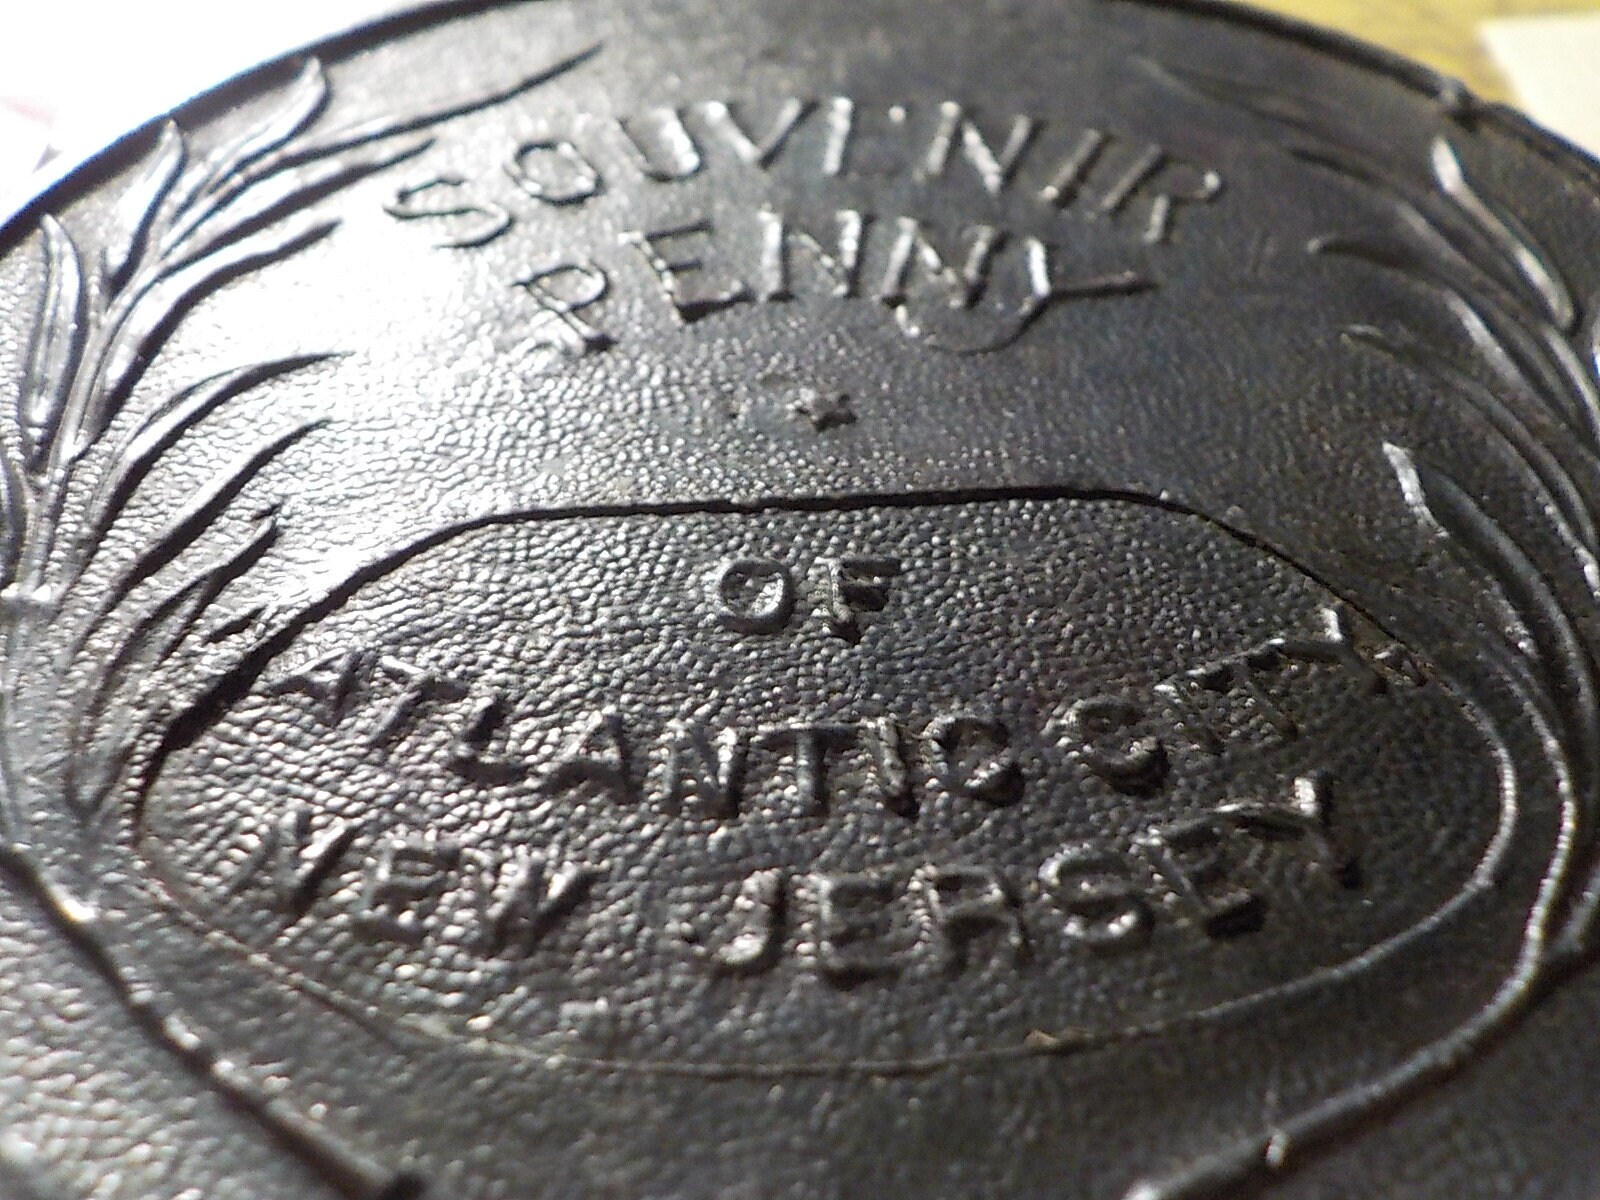 SOUVENIR
PENNY
OF
ATLANTIC CITY
NEW JERSEY